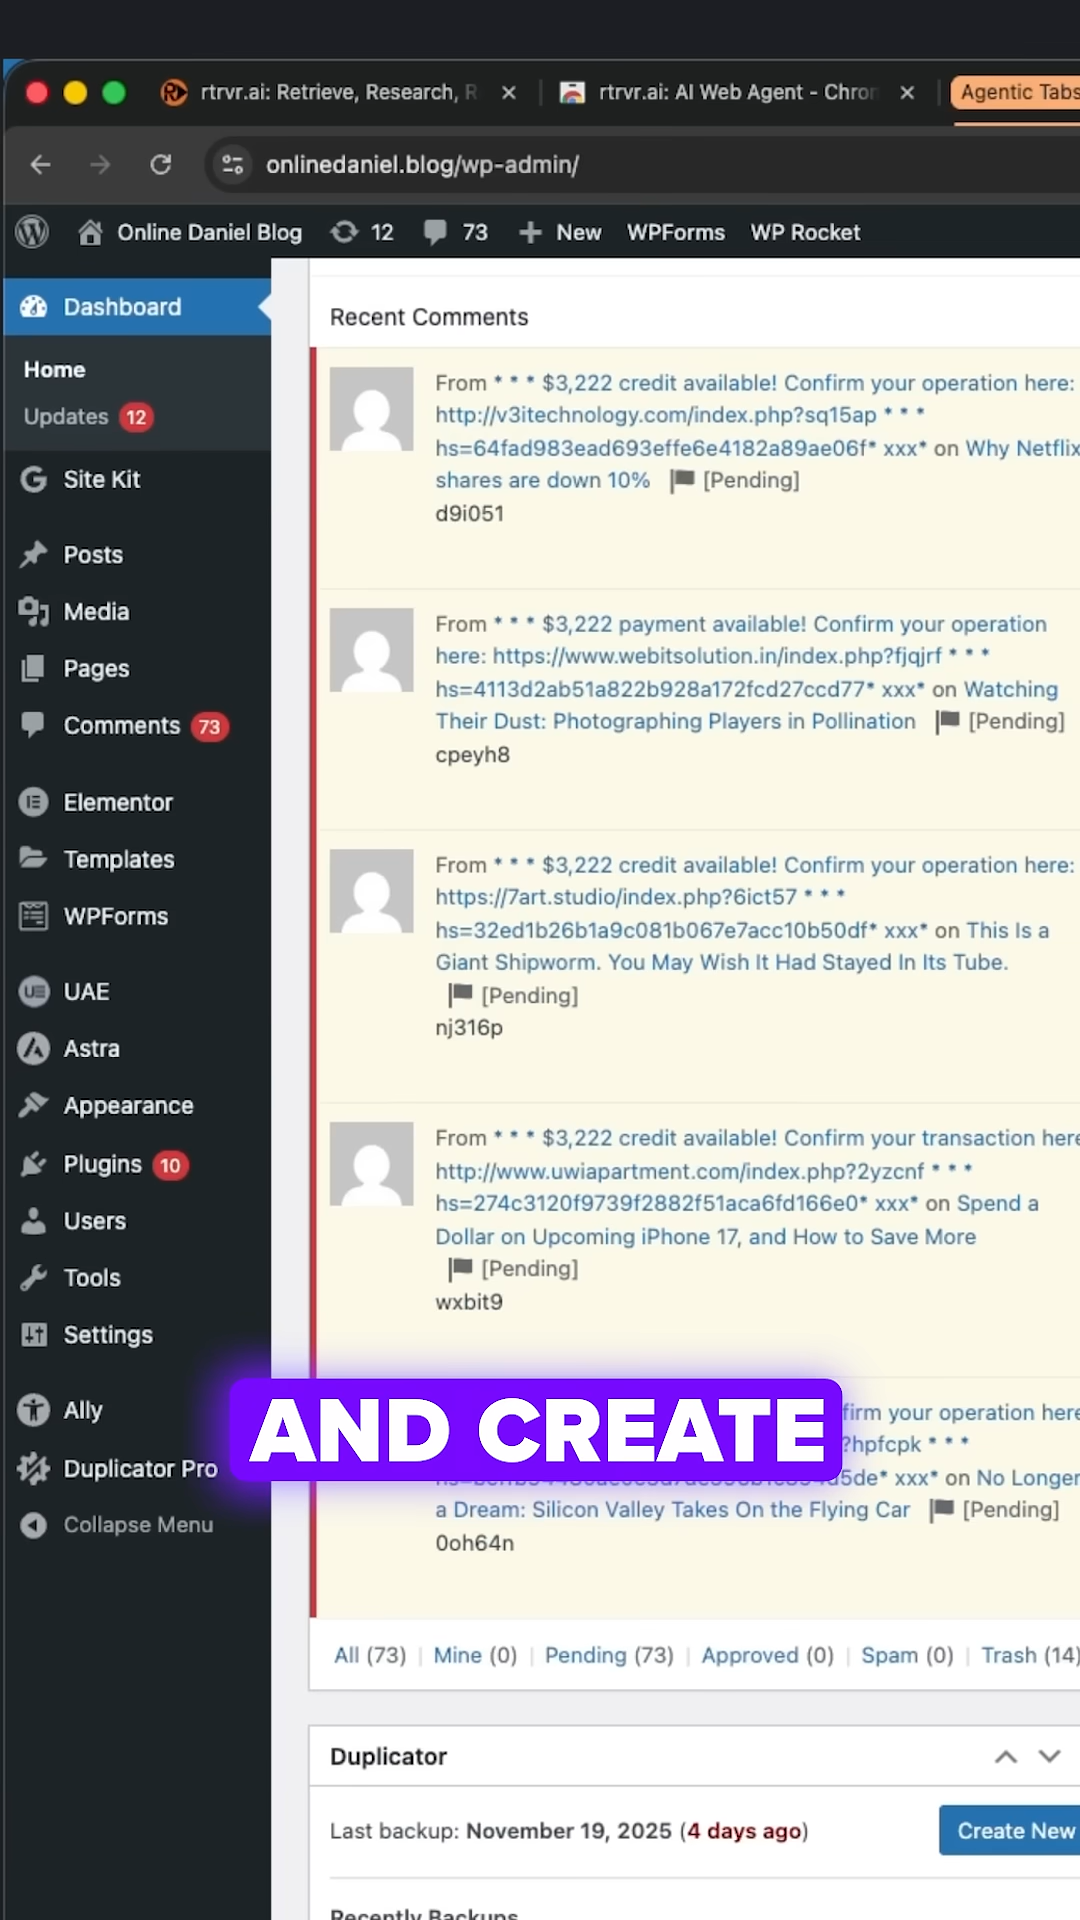 rtrvr.ai: Retrieve, Research, R
rtrvr.ai: AI Web Agent - Chron
Agentic Tabs
onlinedaniel.blog/wp-admin/
Online Daniel Blog 12 73 New WPForms WP Rocket
Dashboard
Home
Updates 12
Site Kit
Posts
Media
Pages
Comments 73
Elementor
Templates
WPForms
UAE
Astra
Appearance
Plugins 10
Users
Tools
Settings
Ally
Duplicator Pro
Collapse Menu
Recent Comments
From * * * $3,222 credit available! Confirm your operation here:
http://v3itechnology.com/index.php?sq15ap * * *
hs=64fad983ead693effe6e4182a89ae06f* ххх* on Why Netflix
shares are down 10% [Pending]
d9i051
From * * * $3,222 payment available! Confirm your operation
here: https://www.webitsolution.in/index.php?fjqjrf * * *
hs=4113d2ab51a822b928a172fcd27ccd77* ххх* on Watching
Their Dust: Photographing Players in Pollination [Pending]
cpeyh8
From * * * $3,222 credit available! Confirm your operation here:
https://7art.studio/index.php?6ict57 * * *
hs=32ed1b26b1a9c081b067e7acc10b50df* ххх* on This Is a
Giant Shipworm. You May Wish It Had Stayed In Its Tube.
[Pending]
nj316p
From * * * $3,222 credit available! Confirm your transaction here
http://www.uwiapartment.com/index.php?2yzcnf * * *
hs=274c3120f9739f2882f51aca6fd166e0* ххх* on Spend a
Dollar on Upcoming iPhone 17, and How to Save More
[Pending]
wxbit9
AND CREATE
firm your operation here
?hpfcpk * * *
5de* ххх* on No Longer
a Dream: Silicon Valley Takes On the Flying Car [Pending]
0oh64n
All (73) | Mine (0) | Pending (73) | Approved (0) | Spam (0) | Trash (14)
Duplicator
Last backup: November 19, 2025 (4 days ago)
Create New
Recently Backups